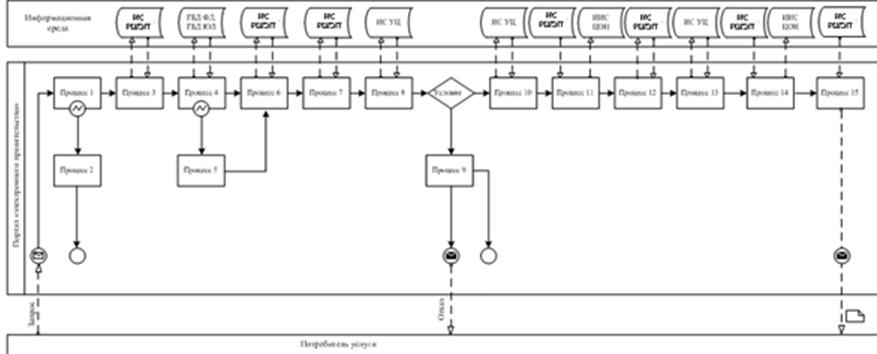 Информационная
среда
ГБД ФЛ,
ГБД ЮЛ
ИС УЦ
ИС УЦ
ИИС
ЦОН
ИС УЦ
ИИС
ЦОН
Портал «электронного правительства»
Процесс 1
Процесс 3
Процесс 4
Процесс 6
Процесс 7
Процесс 8
Условие
Процесс 10
Процесс 11
Процесс 12
Процесс 13
Процесс 14
Процесс 15
Процесс 2
Процесс 5
Процесс 9
Запрос
Отказ
Потребитель услуги